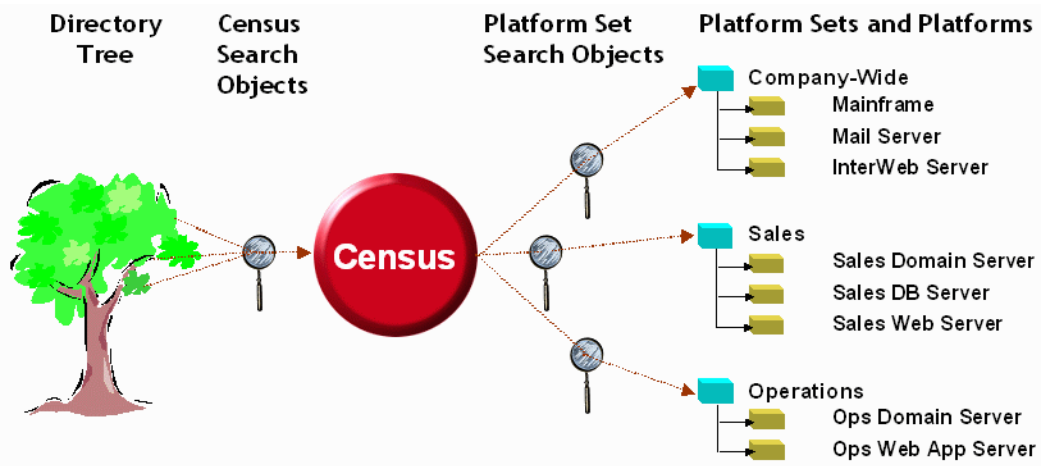 Directory
Tree
Census
Search
Objects
Platform Set
Search Objects
Platform Sets and Platforms
Census
Company-Wide
Mainframe
Mail Server
InterWeb Server
Sales
Sales Domain Server
Sales DB Server
Sales Web Server
Operations
Ops Domain Server
Ops Web App Server